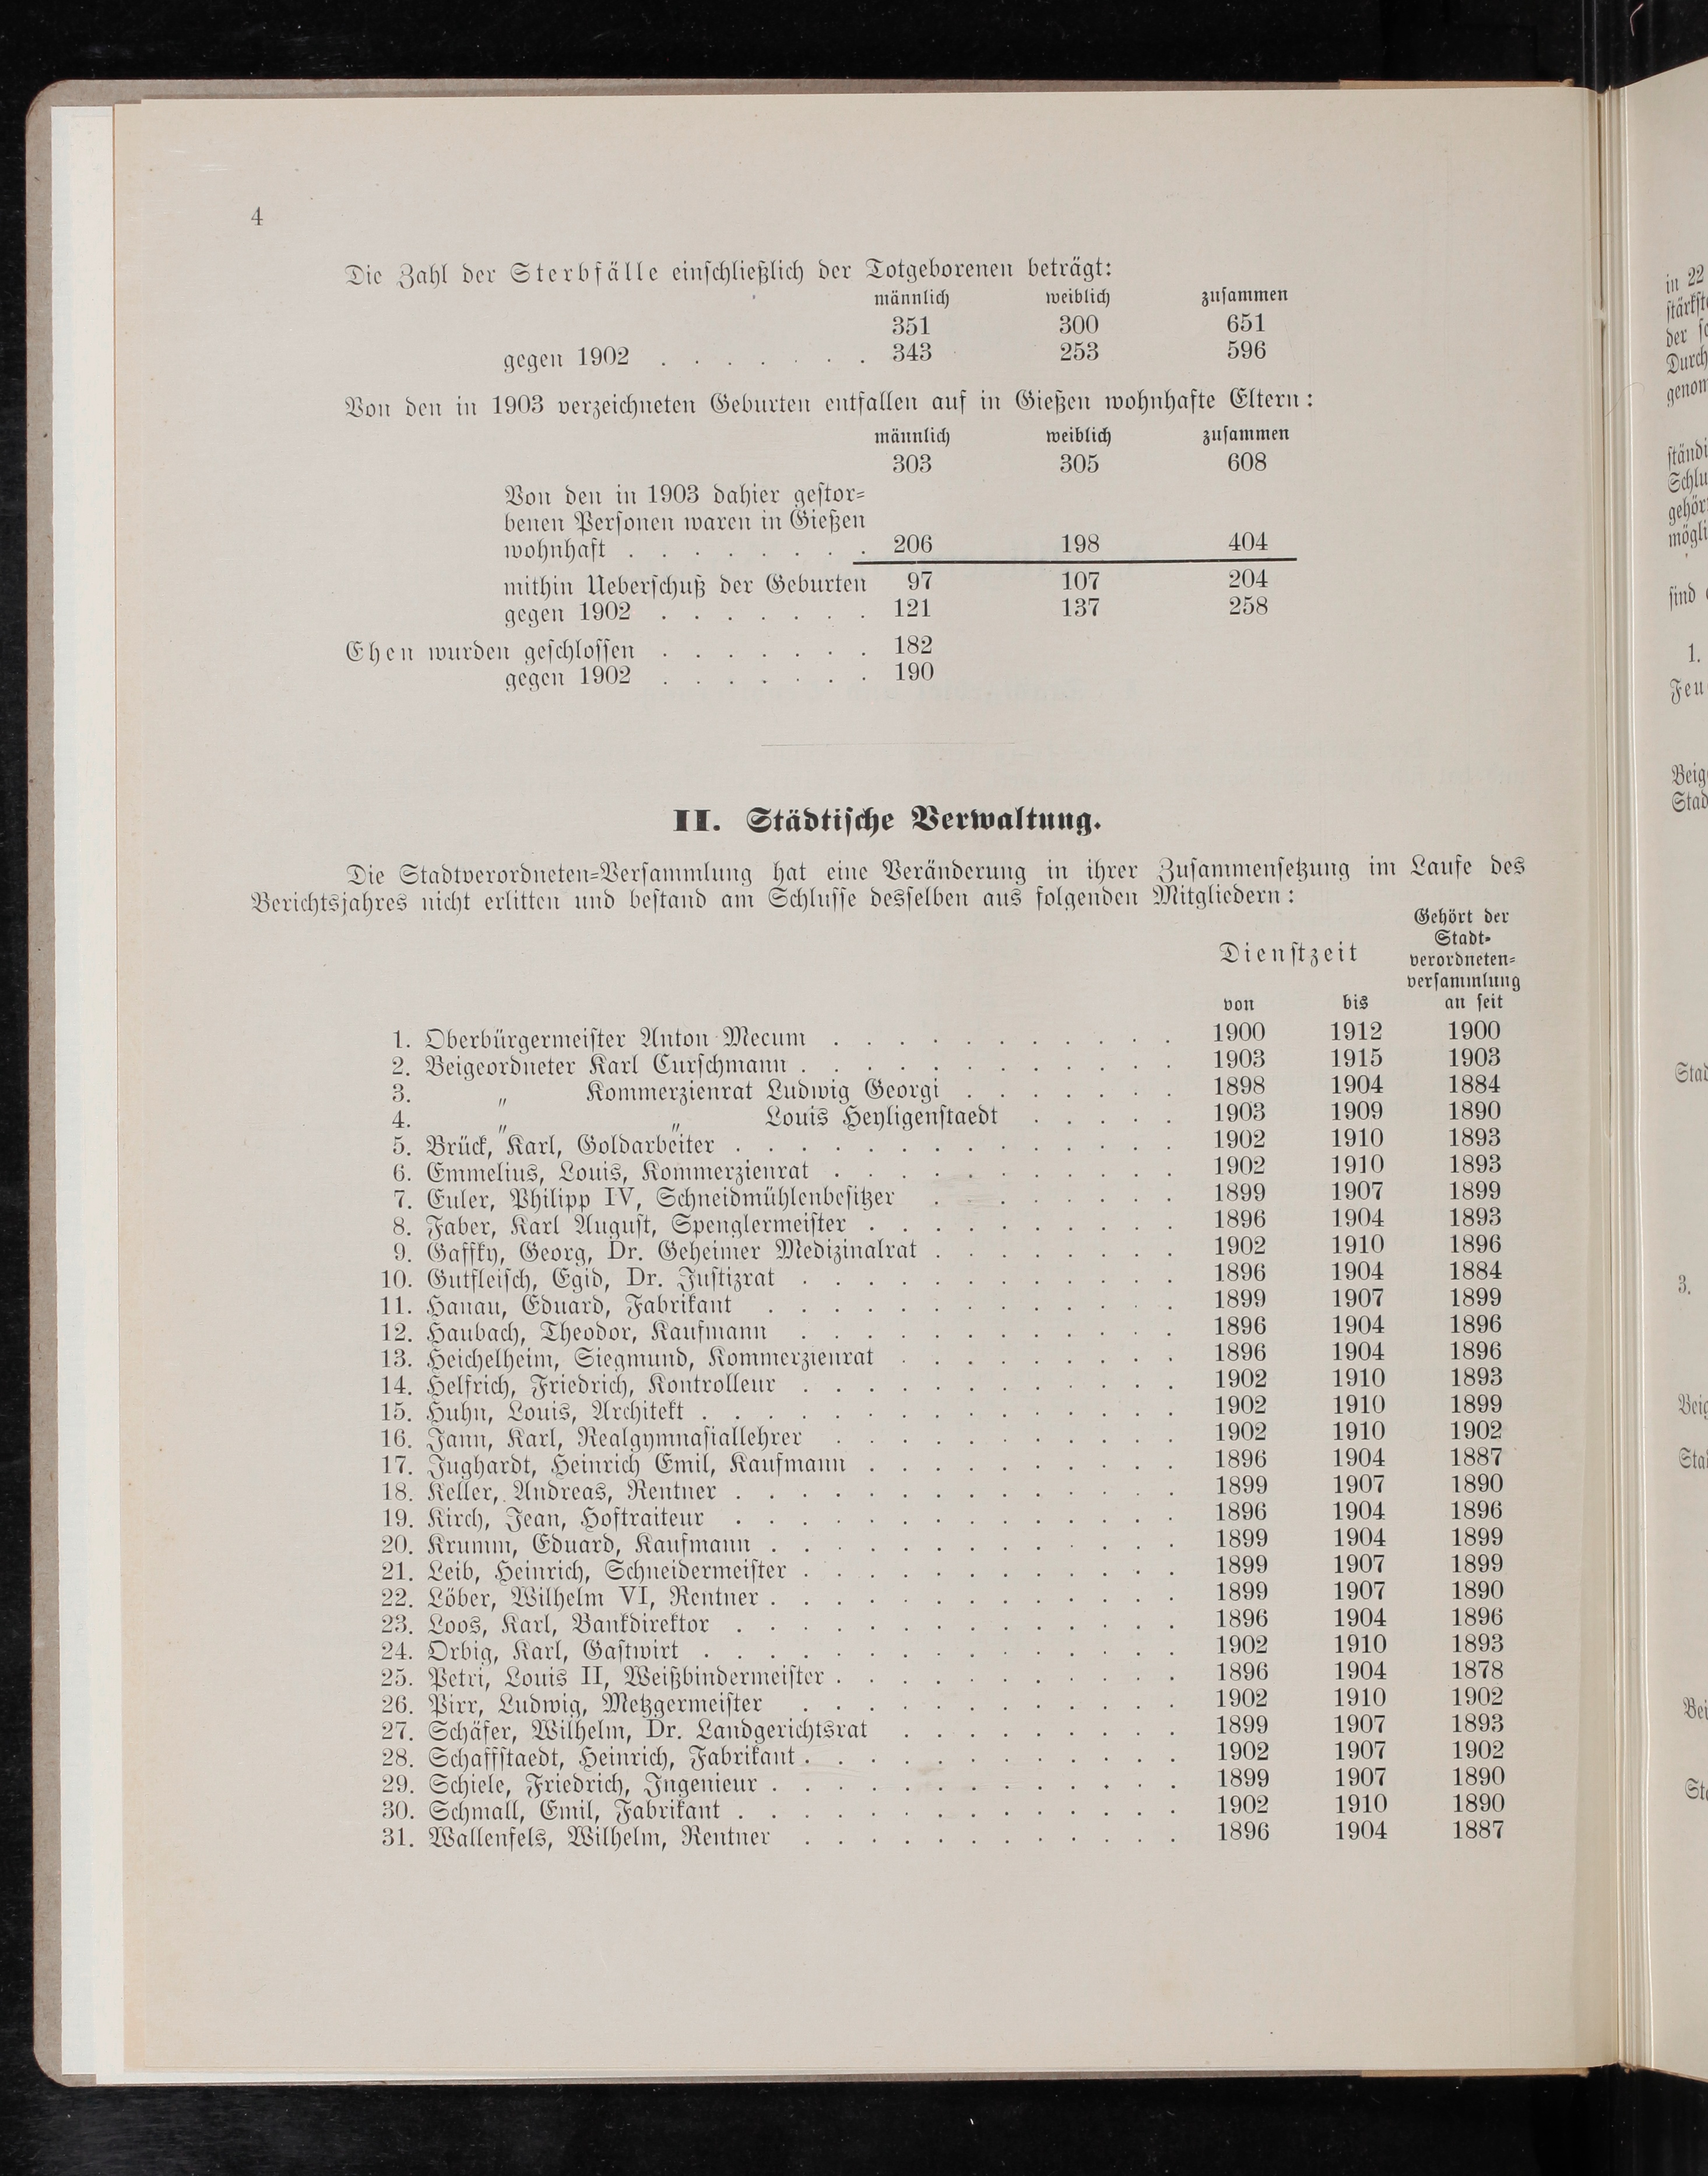 4
Die Zahl der Sterbfälle einschließlich der Totgeborenen beträgt:
männlich weiblich zusammen
351 300 651
gegen 1902 . . . . . . . 343 253 596
Von den in 1903 verzeichneten Geburten entfallen auf in Gießen wohnhafte Eltern:
männlich weiblich zusammen
303 305 608
Von den in 1903 dahier gestor-
benen Personen waren in Gießen
wohnhaft . . . . . . . . 206 198 404
mithin Ueberschuß der Geburten 97 107 204
gegen 1902 . . . . . . . 121 137 258
Ehen wurden geschlossen . . . . . . . 182
gegen 1902 . . . . . . . 190
II. Städtische Verwaltung.
Die Stadtverordneten-Versammlung hat eine Veränderung in ihrer Zusammensetzung im Laufe des
Berichtsjahres nicht erlitten und bestand am Schlusse desselben aus folgenden Mitgliedern:
Gehört der
Stadt-
Dienstzeit verordneten-
versammlung
von bis an seit
1. Oberbürgermeister Anton Mecum . . . . . . . . . . . 1900 1912 1900
2. Beigeordneter Karl Curschmann . . . . . . . . . . . . 1903 1915 1903
3. „ Kommerzienrat Ludwig Georgi . . . . . . . 1898 1904 1884
4. „ „ Louis Heyligenstaedt . . . . . 1903 1909 1890
5. Brück, Karl, Goldarbeiter . . . . . . . . . . . . . . 1902 1910 1893
6. Emmelius, Louis, Kommerzienrat . . . . . . . . . . . 1902 1910 1893
7. Euler, Philipp IV, Schneidmühlenbesitzer . . . . . . . . 1899 1907 1899
8. Faber, Karl August, Spenglermeister . . . . . . . . . . 1896 1904 1893
9. Gaffky, Georg, Dr. Geheimer Medizinalrat . . . . . . . . 1902 1910 1896
10. Gutfleisch, Egid, Dr. Justizrat . . . . . . . . . . . . 1896 1904 1884
11. Hanau, Eduard, Fabrikant . . . . . . . . . . . . . 1899 1907 1899
12. Haubach, Theodor, Kaufmann . . . . . . . . . . . . 1896 1904 1896
13. Heichelheim, Siegmund, Kommerzienrat . . . . . . . . . 1896 1904 1896
14. Helfrich, Friedrich, Kontrolleur . . . . . . . . . . . . 1902 1910 1893
15. Huhn, Louis, Architekt . . . . . . . . . . . . . . . 1902 1910 1899
16. Jann, Karl, Realgymnasiallehrer . . . . . . . . . . . 1902 1910 1902
17. Jughardt, Heinrich Emil, Kaufmann . . . . . . . . . . 1896 1904 1887
18. Keller, Andreas, Rentner . . . . . . . . . . . . . . 1899 1907 1890
19. Kirch, Jean, Hoftraiteur . . . . . . . . . . . . . . 1896 1904 1896
20. Krumm, Eduard, Kaufmann . . . . . . . . . . . . . 1899 1904 1899
21. Leib, Heinrich, Schneidermeister . . . . . . . . . . . . 1899 1907 1899
22. Löber, Wilhelm VI, Rentner . . . . . . . . . . . . . 1899 1907 1890
23. Loos, Karl, Bankdirektor . . . . . . . . . . . . . . 1896 1904 1896
24. Orbig, Karl, Gastwirt . . . . . . . . . . . . . . . 1902 1910 1893
25. Petri, Louis II, Weißbindermeister . . . . . . . . . . . 1896 1904 1878
26. Pirr, Ludwig, Metzgermeister . . . . . . . . . . . . 1902 1910 1902
27. Schäfer, Wilhelm, Dr. Landgerichtsrat . . . . . . . . . 1899 1907 1893
28. Schaffstaedt, Heinrich, Fabrikant . . . . . . . . . . . . 1902 1907 1902
29. Schiele, Friedrich, Ingenieur . . . . . . . . . . . . . 1899 1907 1890
30. Schmall, Emil, Fabrikant . . . . . . . . . . . . . . 1902 1910 1890
31. Wallenfels, Wilhelm, Rentner . . . . . . . . . . . . 1896 1904 1887
in 22
der
sind
1.
3.